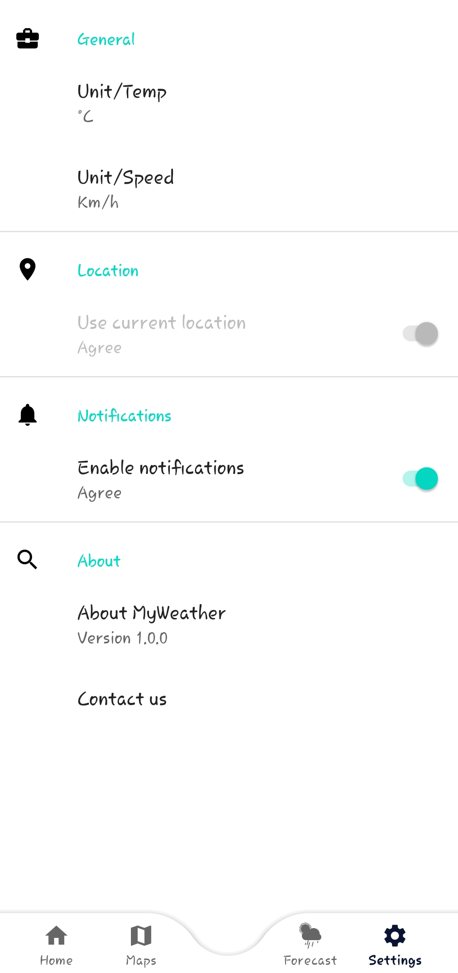 General
Unit/Temp
°C
Unit/Speed
Km/h
Location
Use current location
Agree
Notifications
Enable notifications
Agree
About
About MyWeather
Version 1.0.0
Contact us
Home
Maps
Forecast
Settings